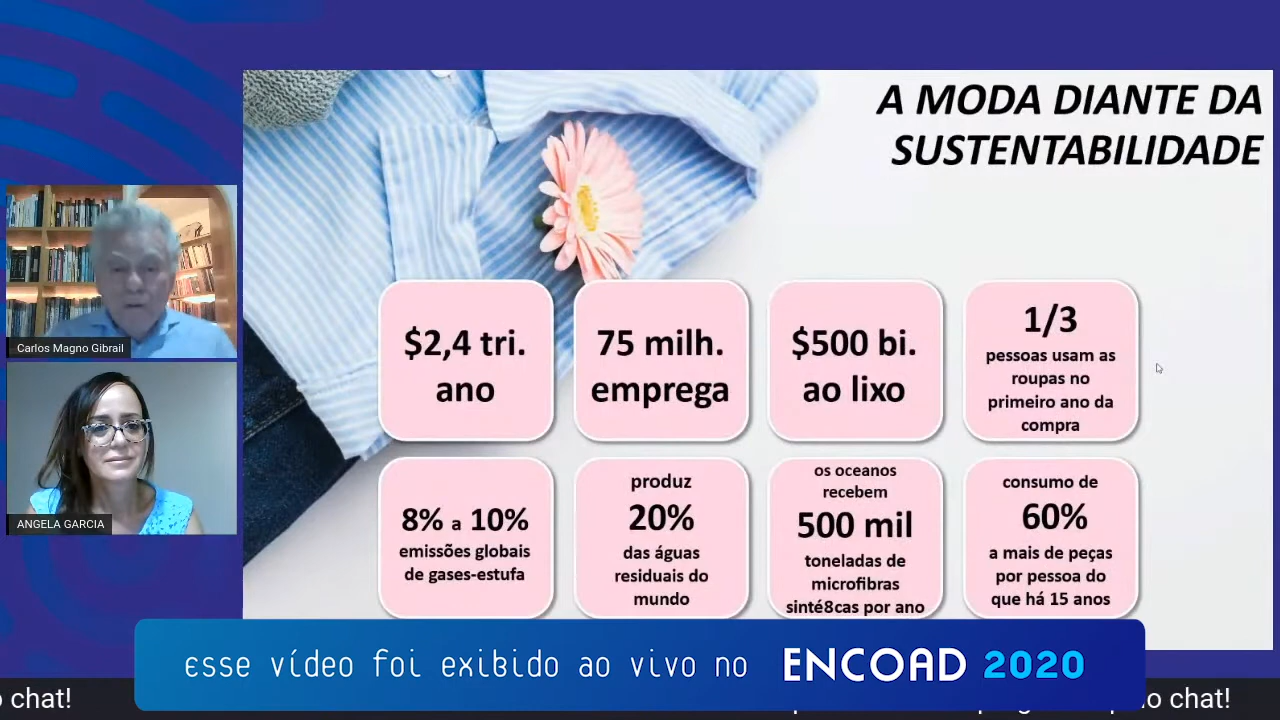 A MODA DIANTE DA
SUSTENTABILIDADE
$2,4 tri.
ano
75 milh.
emprega
$500 bi.
ao lixo
1/3
pessoas usam as
roupas no
primeiro ano da
compra
8% a 10%
emissões globais
de gases-estufa
produz
20%
das águas
residuais do
mundo
os oceanos
recebem
500 mil
toneladas de
microfibras
sinté8cas por ano
consumo de
60%
a mais de peças
por pessoa do
que há 15 anos
Carlos Magno Gibrail
ANGELA GARCIA
esse vídeo foi exibido ao vivo no ENCOAD 2020
chat!
chat!